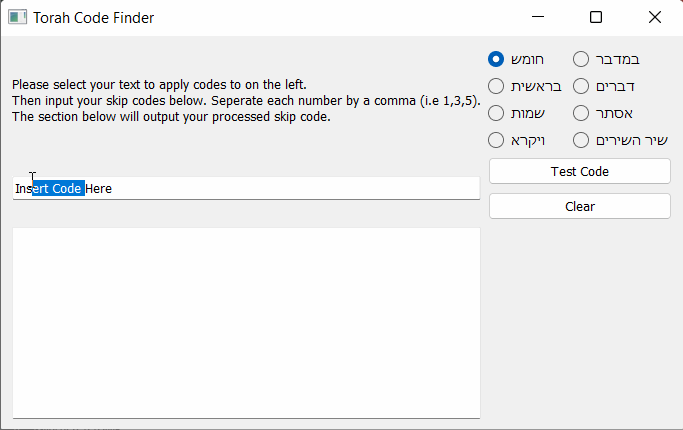 Torah Code Finder
Please select your text to apply codes to on the left.
Then input your skip codes below. Seperate each number by a comma (i.e 1,3,5).
The section below will output your processed skip code.
Insert Code Here
חומש
במדבר
בראשית
דברים
שמות
אסתר
ויקרא
שיר השירים
Test Code
Clear